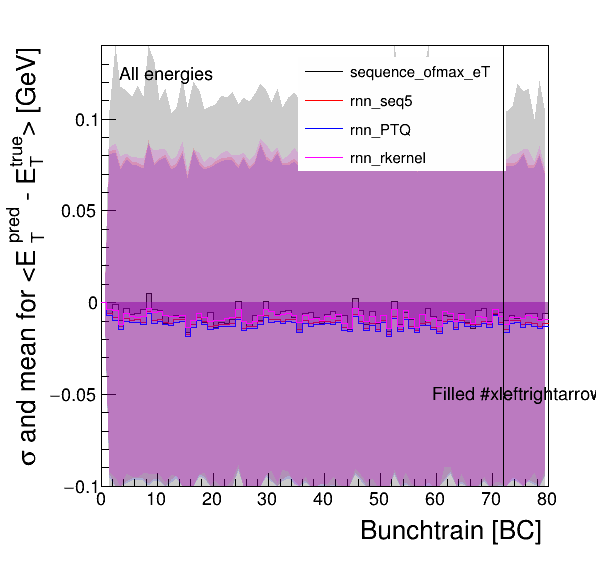 All energies
sequence_ofmax_eT
rnn_seq5
rnn_PTQ
rnn_rkernel
σ and mean for <E_T^pred - E_T^true> [GeV]
0.1
0.05
0
−0.05
−0.1
Filled #xleftrightarrow
0 10 20 30 40 50 60 70 80
Bunchtrain [BC]